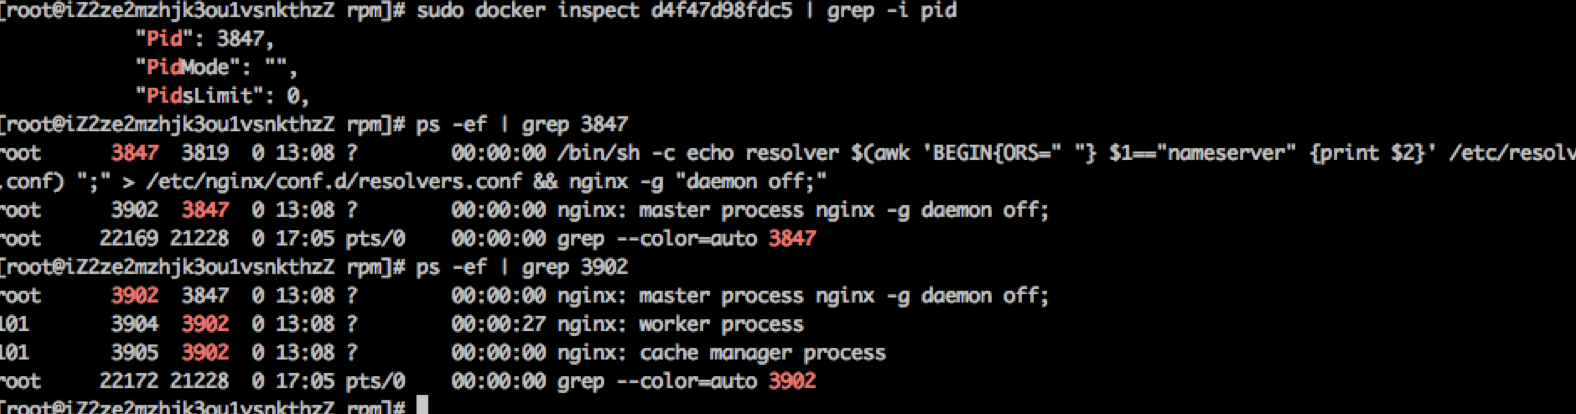 [root@iZ2ze2mzhjk3ou1vsnkthzZ rpm]# sudo docker inspect d4f47d98fdc5 | grep -i pid
"Pid": 3847,
"PidMode": "",
"PidsLimit": 0,
[root@iZ2ze2mzhjk3ou1vsnkthzZ rpm]# ps -ef | grep 3847
root 3847 3819 0 13:08 ? 00:00:00 /bin/sh -c echo resolver $(awk 'BEGIN{ORS=" "} $1=="nameserver" {print $2}' /etc/resolv
.conf) ";" > /etc/nginx/conf.d/resolvers.conf && nginx -g "daemon off;"
root 3902 3847 0 13:08 ? 00:00:00 nginx: master process nginx -g daemon off;
root 22169 21228 0 17:05 pts/0 00:00:00 grep --color=auto 3847
[root@iZ2ze2mzhjk3ou1vsnkthzZ rpm]# ps -ef | grep 3902
root 3902 3847 0 13:08 ? 00:00:00 nginx: master process nginx -g daemon off;
101 3904 3902 0 13:08 ? 00:00:27 nginx: worker process
101 3905 3902 0 13:08 ? 00:00:00 nginx: cache manager process
root 22172 21228 0 17:05 pts/0 00:00:00 grep --color=auto 3902
[root@iZ2ze2mzhjk3ou1vsnkthzZ rpm]#